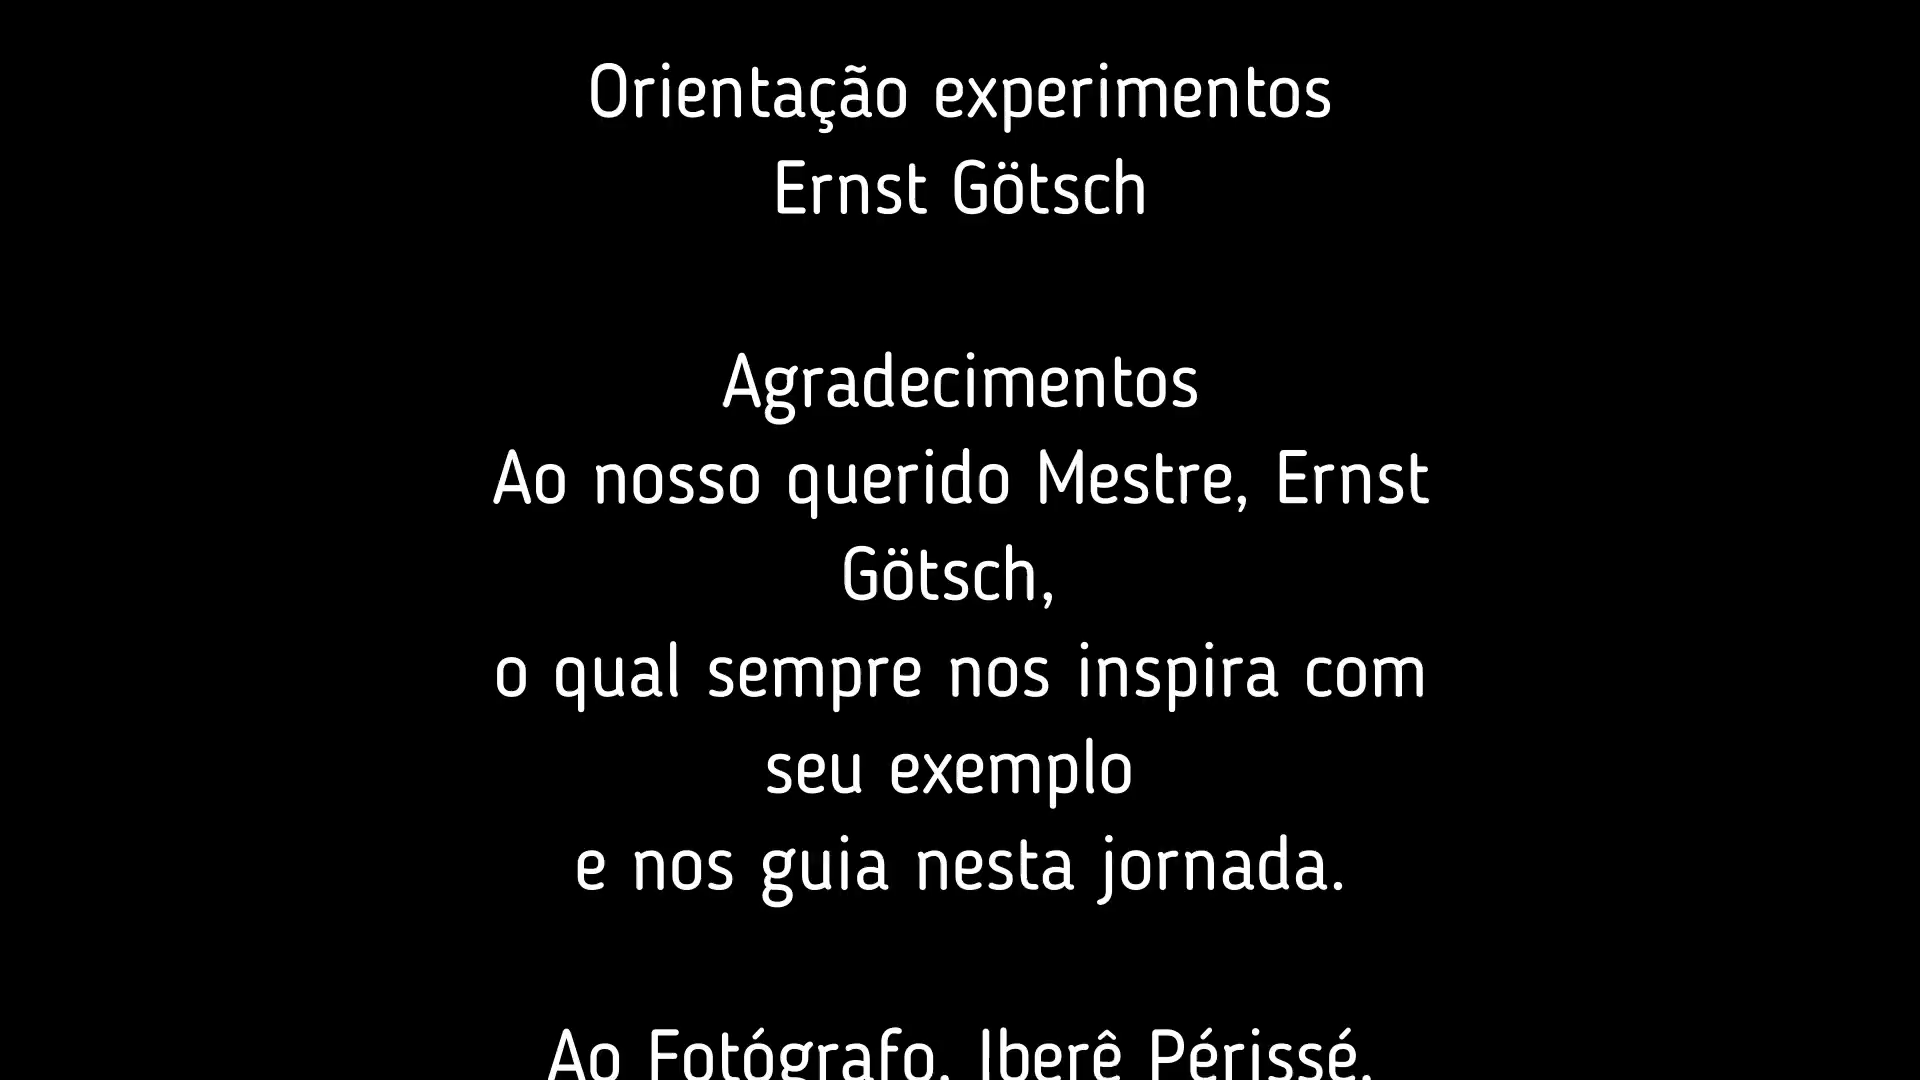 Orientação experimentos
Ernst Götsch
Agradecimentos
Ao nosso querido Mestre, Ernst
Götsch,
o qual sempre nos inspira com
seu exemplo
e nos guia nesta jornada.
Ao Fotógrafo, Iberê Périssé,